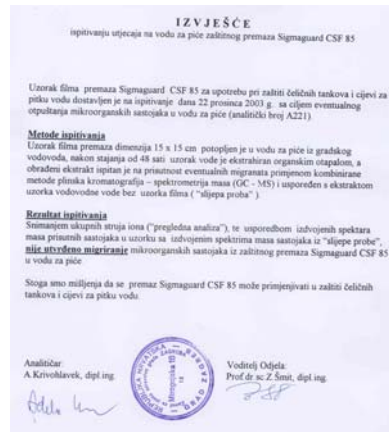 IZVJEŠĆE
ispitivanju utjecaja na vodu za piće zaštitnog premaza Sigmaguard CSF 85
Uzorak filma premaza Sigmaguard CSF 85 za upotrebu pri zaštiti čeličnih tankova i cijevi za
pitku vodu dostavljen je na ispitivanje dana 22 prosinca 2003 g. sa ciljem eventualnog
otpuštanja mikroorganskih sastojaka u vodu za piće (analitički broj A221).
Metode ispitivanja
Uzorak filma premaza dimenzija 15 x 15 cm potopljen je u vodu za piće iz gradskog
vodovoda, nakon stajanja od 48 sati uzorak vode je ekstrahiran organskim otapalom, a
obrađeni ekstrakt ispitan je na prisutnost eventualnih migranata primjenom kombinirane
metode plinska kromatografija – spektrometrija masa (GC - MS) i uspoređen s ekstraktom
uzorka vodovodne vode bez uzorka filma ( "slijepa proba" ).
Rezultat ispitivanja
Snimanjem ukupnih struja iona ("pregledna analiza"), te usporedbom izdvojenih spektara
masa prisutnih sastojaka u uzorku sa izdvojenim spektrima masa sastojaka iz "slijepe probe",
nije utvrđeno migriranje mikroorganskih sastojaka iz zaštitnog premaza Sigmaguard CSF 85
u vodu za piće.
Stoga smo mišljenja da se premaz Sigmaguard CSF 85 može primjenjivati u zaštiti čeličnih
tankova i cijevi za pitku vodu.
Analitičar:
A.Krivohlavek, dipl.ing.
Voditelj Odjela:
Prof.dr.sc.Z.Šmit, dipl.ing.
REPUBLIKA HRVATSKA
GRAD ZAGREB
Mirogojska 16